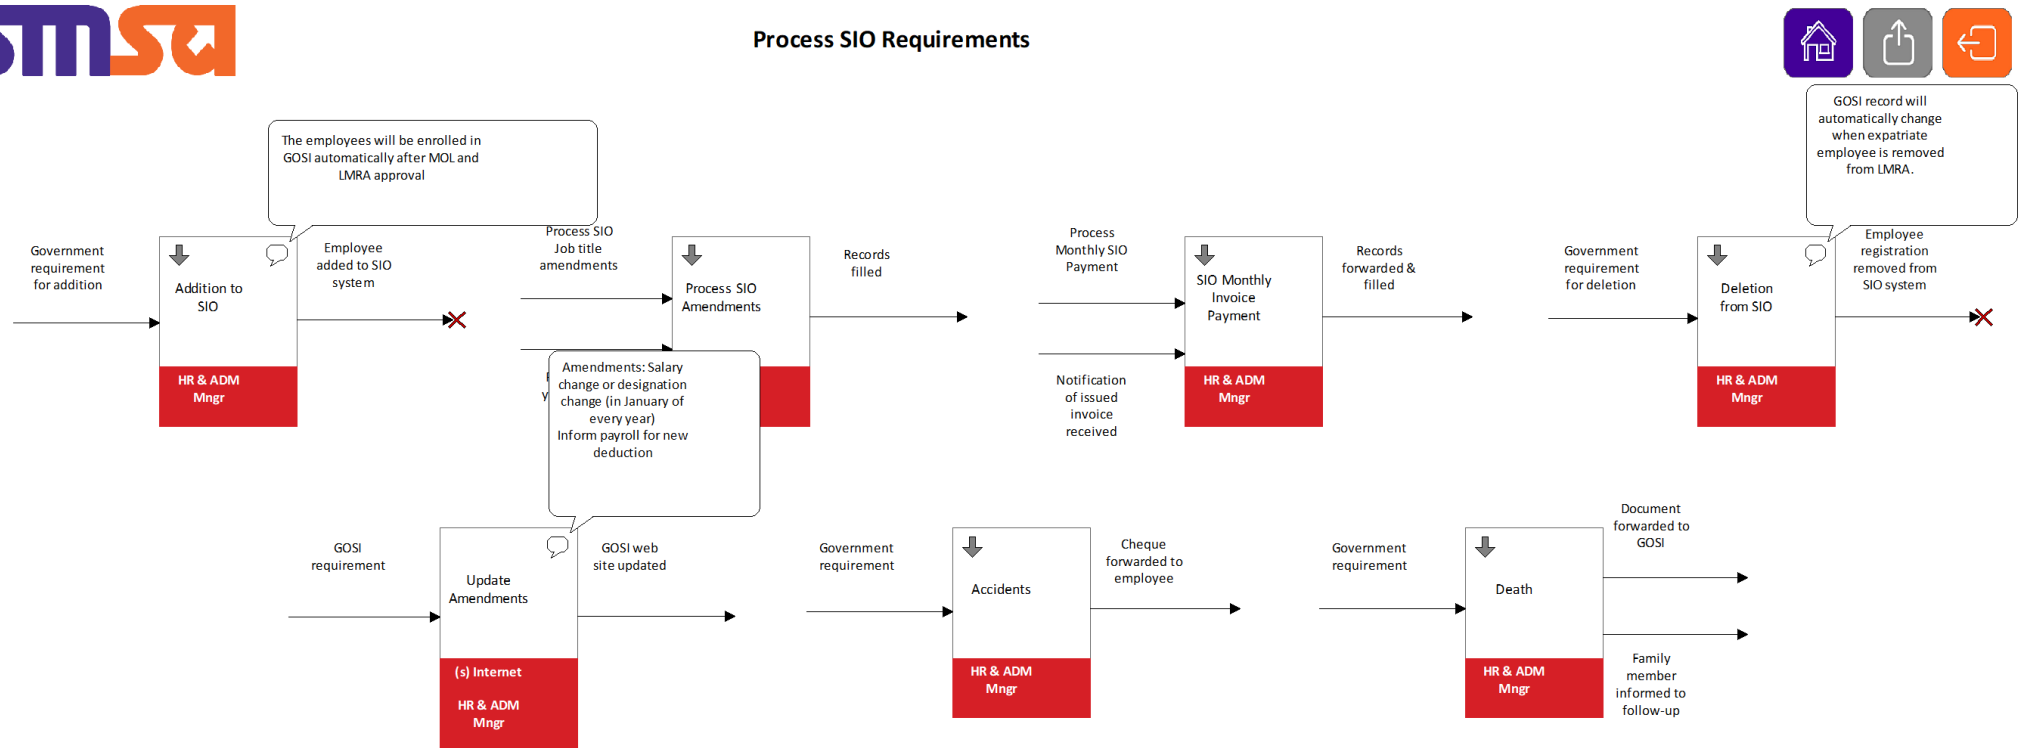 smsa
Process SIO Requirements
The employees will be enrolled in
GOSI automatically after MOL and
LMRA approval
GOSI record will
automatically change
when expatriate
employee is removed
from LMRA.
Government
requirement
for addition
Addition to
SIO
HR & ADM
Mngr
Employee
added to SIO
system
Process SIO
Job title
amendments
Process SIO
Amendments
Records
filled
Amendments: Salary
change or designation
change (in January of
every year)
Inform payroll for new
deduction
Process
Monthly SIO
Payment
Notification
of issued
invoice
received
SIO Monthly
Invoice
Payment
HR & ADM
Mngr
Records
forwarded &
filled
Government
requirement
for deletion
Deletion
from SIO
HR & ADM
Mngr
Employee
registration
removed from
SIO system
GOSI
requirement
Update
Amendments
(s) Internet
HR & ADM
Mngr
GOSI web
site updated
Government
requirement
Accidents
HR & ADM
Mngr
Cheque
forwarded to
employee
Government
requirement
Death
HR & ADM
Mngr
Document
forwarded to
GOSI
Family
member
informed to
follow-up